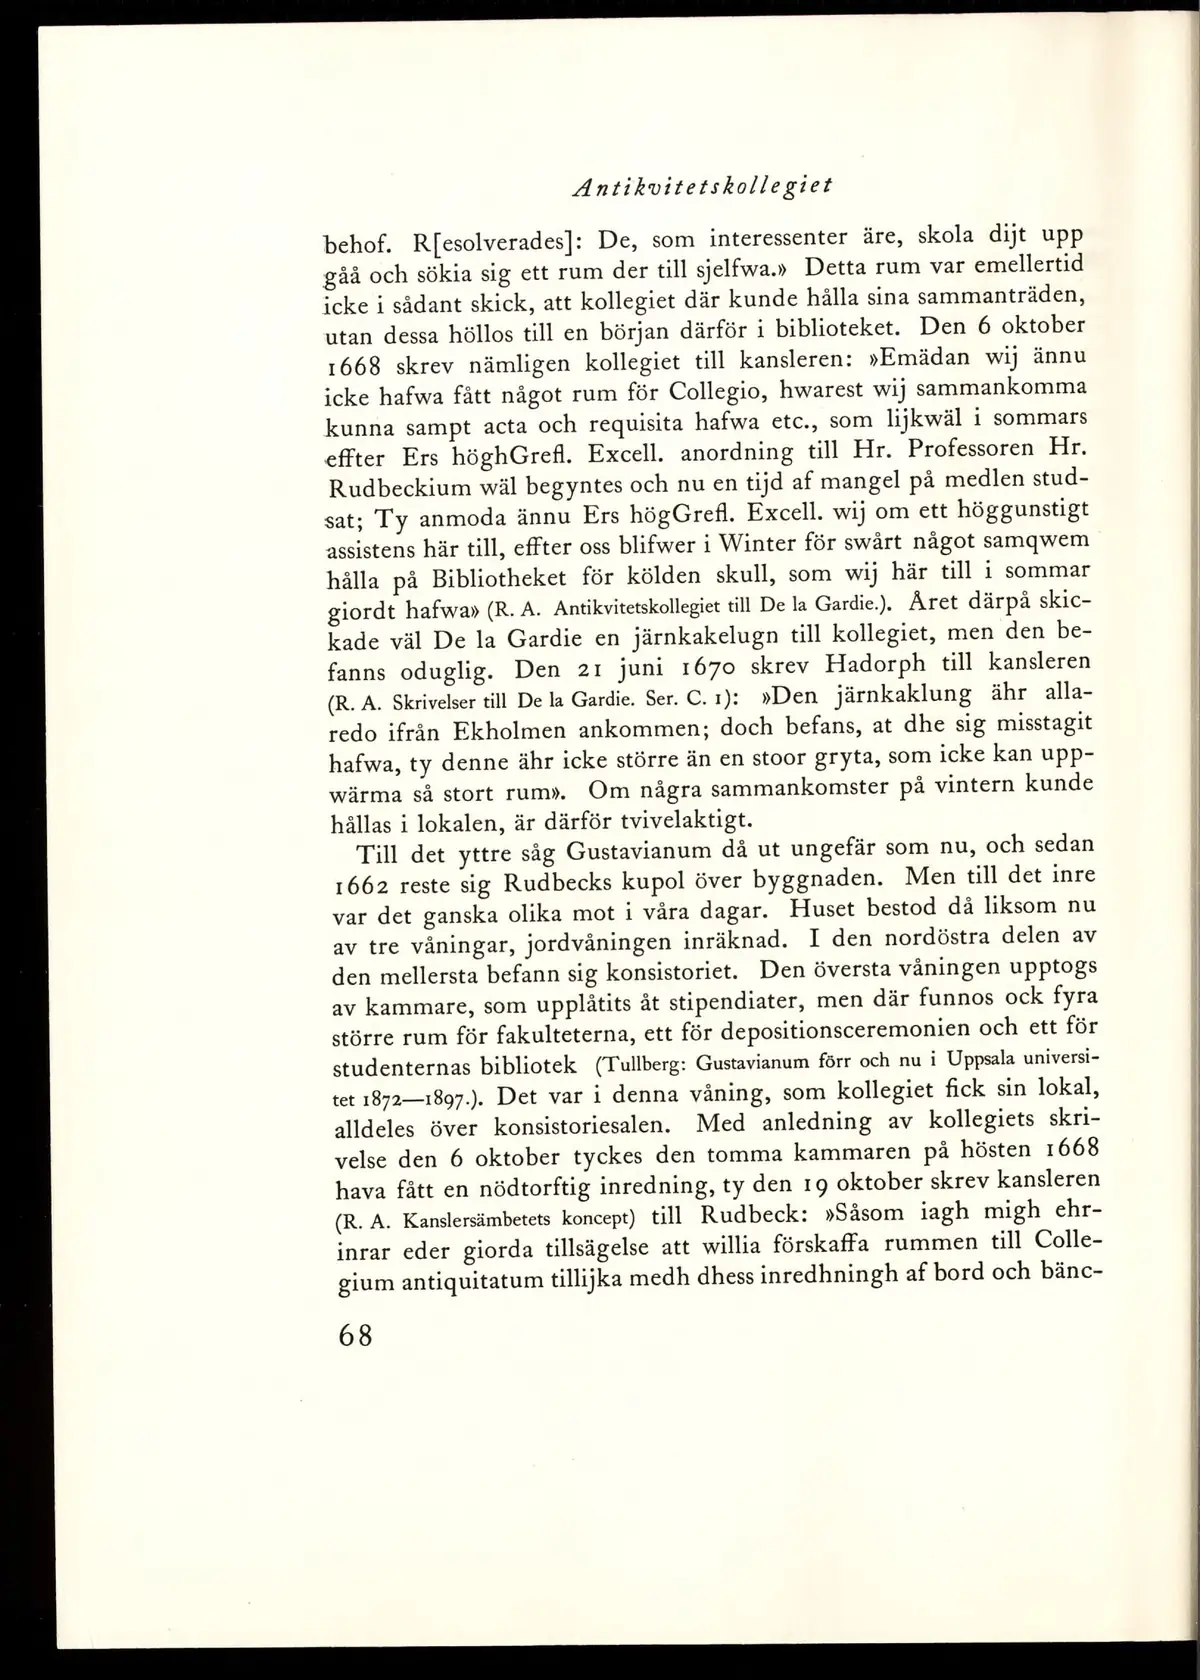 Antikvitetskollegiet
behof. R[esolverades]: De, som interessenter äre, skola dijt upp
gåå och sökia sig ett rum der till sjelfwa.» Detta rum var emellertid
icke i sådant skick, att kollegiet där kunde hålla sina sammanträden,
utan dessa höllos till en början därför i biblioteket. Den 6 oktober
1668 skrev nämligen kollegiet till kansleren: »Emädan wij ännu
icke hafwa fått något rum för Collegio, hwarest wij sammankomma
kunna sampt acta och requisita hafwa etc., som lijkwäl i sommars
effter Ers höghGrefl. Excell. anordning till Hr. Professoren Hr.
Rudbeckium wäl begyntes och nu en tijd af mangel på medlen stud-
sat; Ty anmoda ännu Ers högGrefl. Excell. wij om ett höggunstigt
assistens här till, effter oss blifwer i Winter för swårt något samqwem
hålla på Bibliotheket för kölden skull, som wij här till i sommar
giordt hafwa» (R. A. Antikvitetskollegiet till De la Gardie.). Året därpå skic-
kade väl De la Gardie en järnkakelugn till kollegiet, men den be-
fanns oduglig. Den 21 juni 1670 skrev Hadorph till kansleren
(R. A. Skrivelser till De la Gardie. Ser. C. 1): »Den järnkaklung ähr alla-
redo ifrån Ekholmen ankommen; doch befans, at dhe sig misstagit
hafwa, ty denne ähr icke större än en stoor gryta, som icke kan upp-
wärma så stort rum». Om några sammankomster på vintern kunde
hållas i lokalen, är därför tvivelaktigt.
Till det yttre såg Gustavianum då ut ungefär som nu, och sedan
1662 reste sig Rudbecks kupol över byggnaden. Men till det inre
var det ganska olika mot i våra dagar. Huset bestod då liksom nu
av tre våningar, jordvåningen inräknad. I den nordöstra delen av
den mellersta befann sig konsistoriet. Den översta våningen upptogs
av kammare, som upplåtits åt stipendiater, men där funnos ock fyra
större rum för fakulteterna, ett för depositionsceremonien och ett för
studenternas bibliotek (Tullberg: Gustavianum förr och nu i Uppsala universi-
tet 1872—1897.). Det var i denna våning, som kollegiet fick sin lokal,
alldeles över konsistoriesalen. Med anledning av kollegiets skri-
velse den 6 oktober tyckes den tomma kammaren på hösten 1668
hava fått en nödtorftig inredning, ty den 19 oktober skrev kansleren
(R. A. Kanslersämbetets koncept) till Rudbeck: »Såsom iagh migh ehr-
inrar eder giorda tillsägelse att willia förskaffa rummen till Colle-
gium antiquitatum tillijka medh dhess inredhningh af bord och bänc-
68